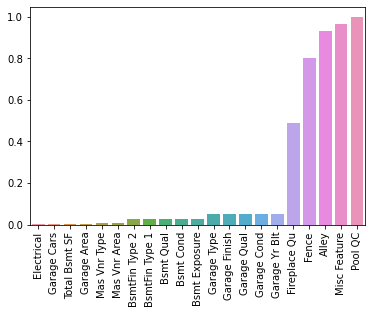 1.0
0.8
0.6
0.4
0.2
0.0
Electrical
Garage Cars
Total Bsmt SF
Garage Area
Mas Vnr Type
Mas Vnr Area
BsmtFin Type 2
BsmtFin Type 1
Bsmt Qual
Bsmt Cond
Bsmt Exposure
Garage Type
Garage Finish
Garage Qual
Garage Cond
Garage Yr Blt
Fireplace Qu
Fence
Alley
Misc Feature
Pool QC